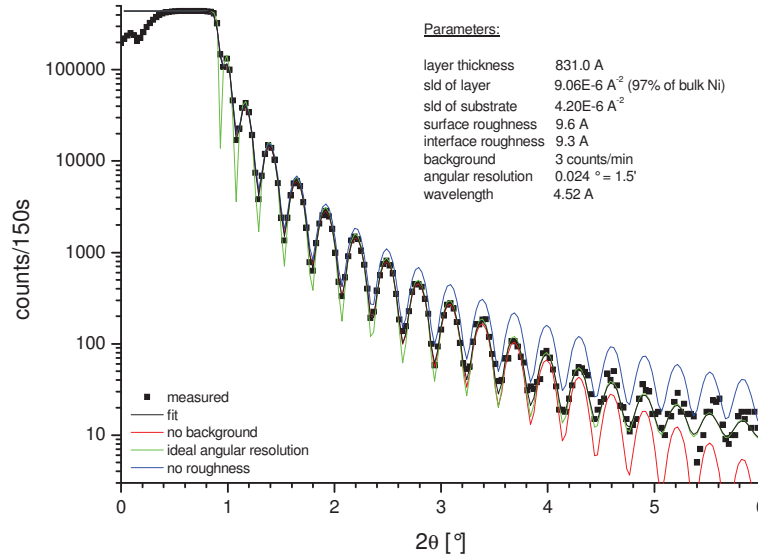 Parameters:
layer thickness 831.0 A
sld of layer 9.06E-6 A⁻² (97% of bulk Ni)
sld of substrate 4.20E-6 A⁻²
surface roughness 9.6 A
interface roughness 9.3 A
background 3 counts/min
angular resolution 0.024 ° = 1.5'
wavelength 4.52 A
100000
10000
1000
100
10
counts/150s
measured
fit
no background
ideal angular resolution
no roughness
0 1 2 3 4 5 6
2θ [°]